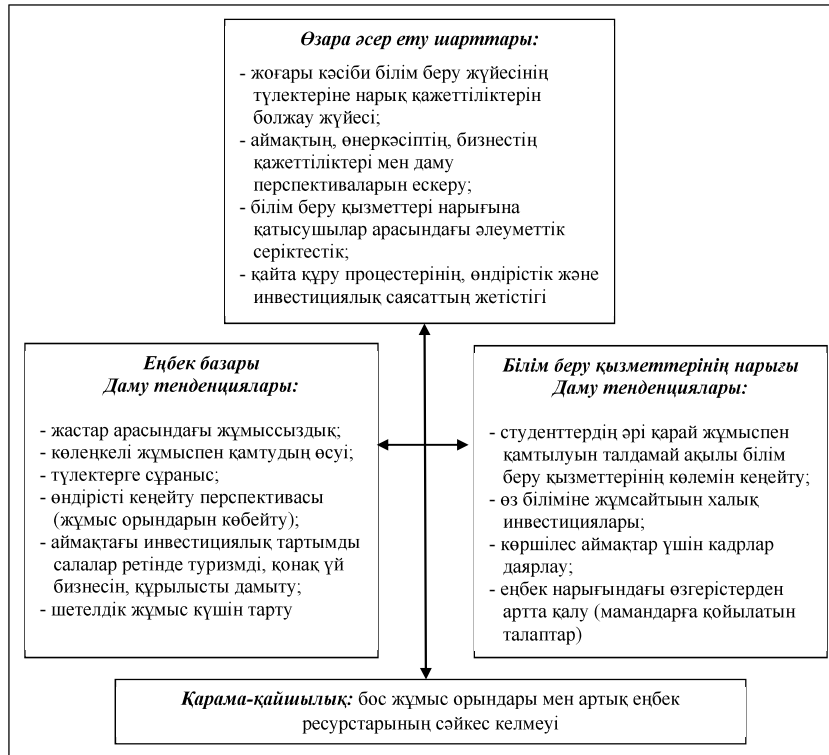 Өзара әсер ету шарттары:
- жоғары кәсіби білім беру жүйесінің
түлектеріне нарық қажеттіліктерін
болжау жүйесі;
- аймақтың, өнеркәсіптің, бизнестің
қажеттіліктері мен даму
перспективаларын ескеру;
- білім беру қызметтері нарығына
қатысушылар арасындағы әлеуметтік
серіктестік;
- қайта құру процестерінің, өндірістік және
инвестициялық саясаттың жетістігі
Еңбек базары
Даму тенденциялары:
- жастар арасындағы жұмыссыздық;
- көлеңкелі жұмыспен қамтудың өсуі;
- түлектерге сұраныс;
- өндірісті кеңейту перспективасы
(жұмыс орындарын көбейту);
- аймақтағы инвестициялық тартымды
салалар ретінде туризмді, қонақ үй
бизнесін, құрылысты дамыту;
- шетелдік жұмыс күшін тарту
Білім беру қызметтерінің нарығы
Даму тенденциялары:
- студенттердің әрі қарай жұмыспен
қамтылуын талдамай ақылы білім
беру қызметтерінің көлемін кеңейту;
- өз біліміне жұмсайтыын халық
инвестициялары;
- көршілес аймақтар үшін кадрлар
даярлау;
- еңбек нарығындағы өзгерістерден
артта қалу (мамандарға қойылатын
талаптар)
Қарама-қайшылық: бос жұмыс орындары мен артық еңбек
ресурстарының сәйкес келмеуі